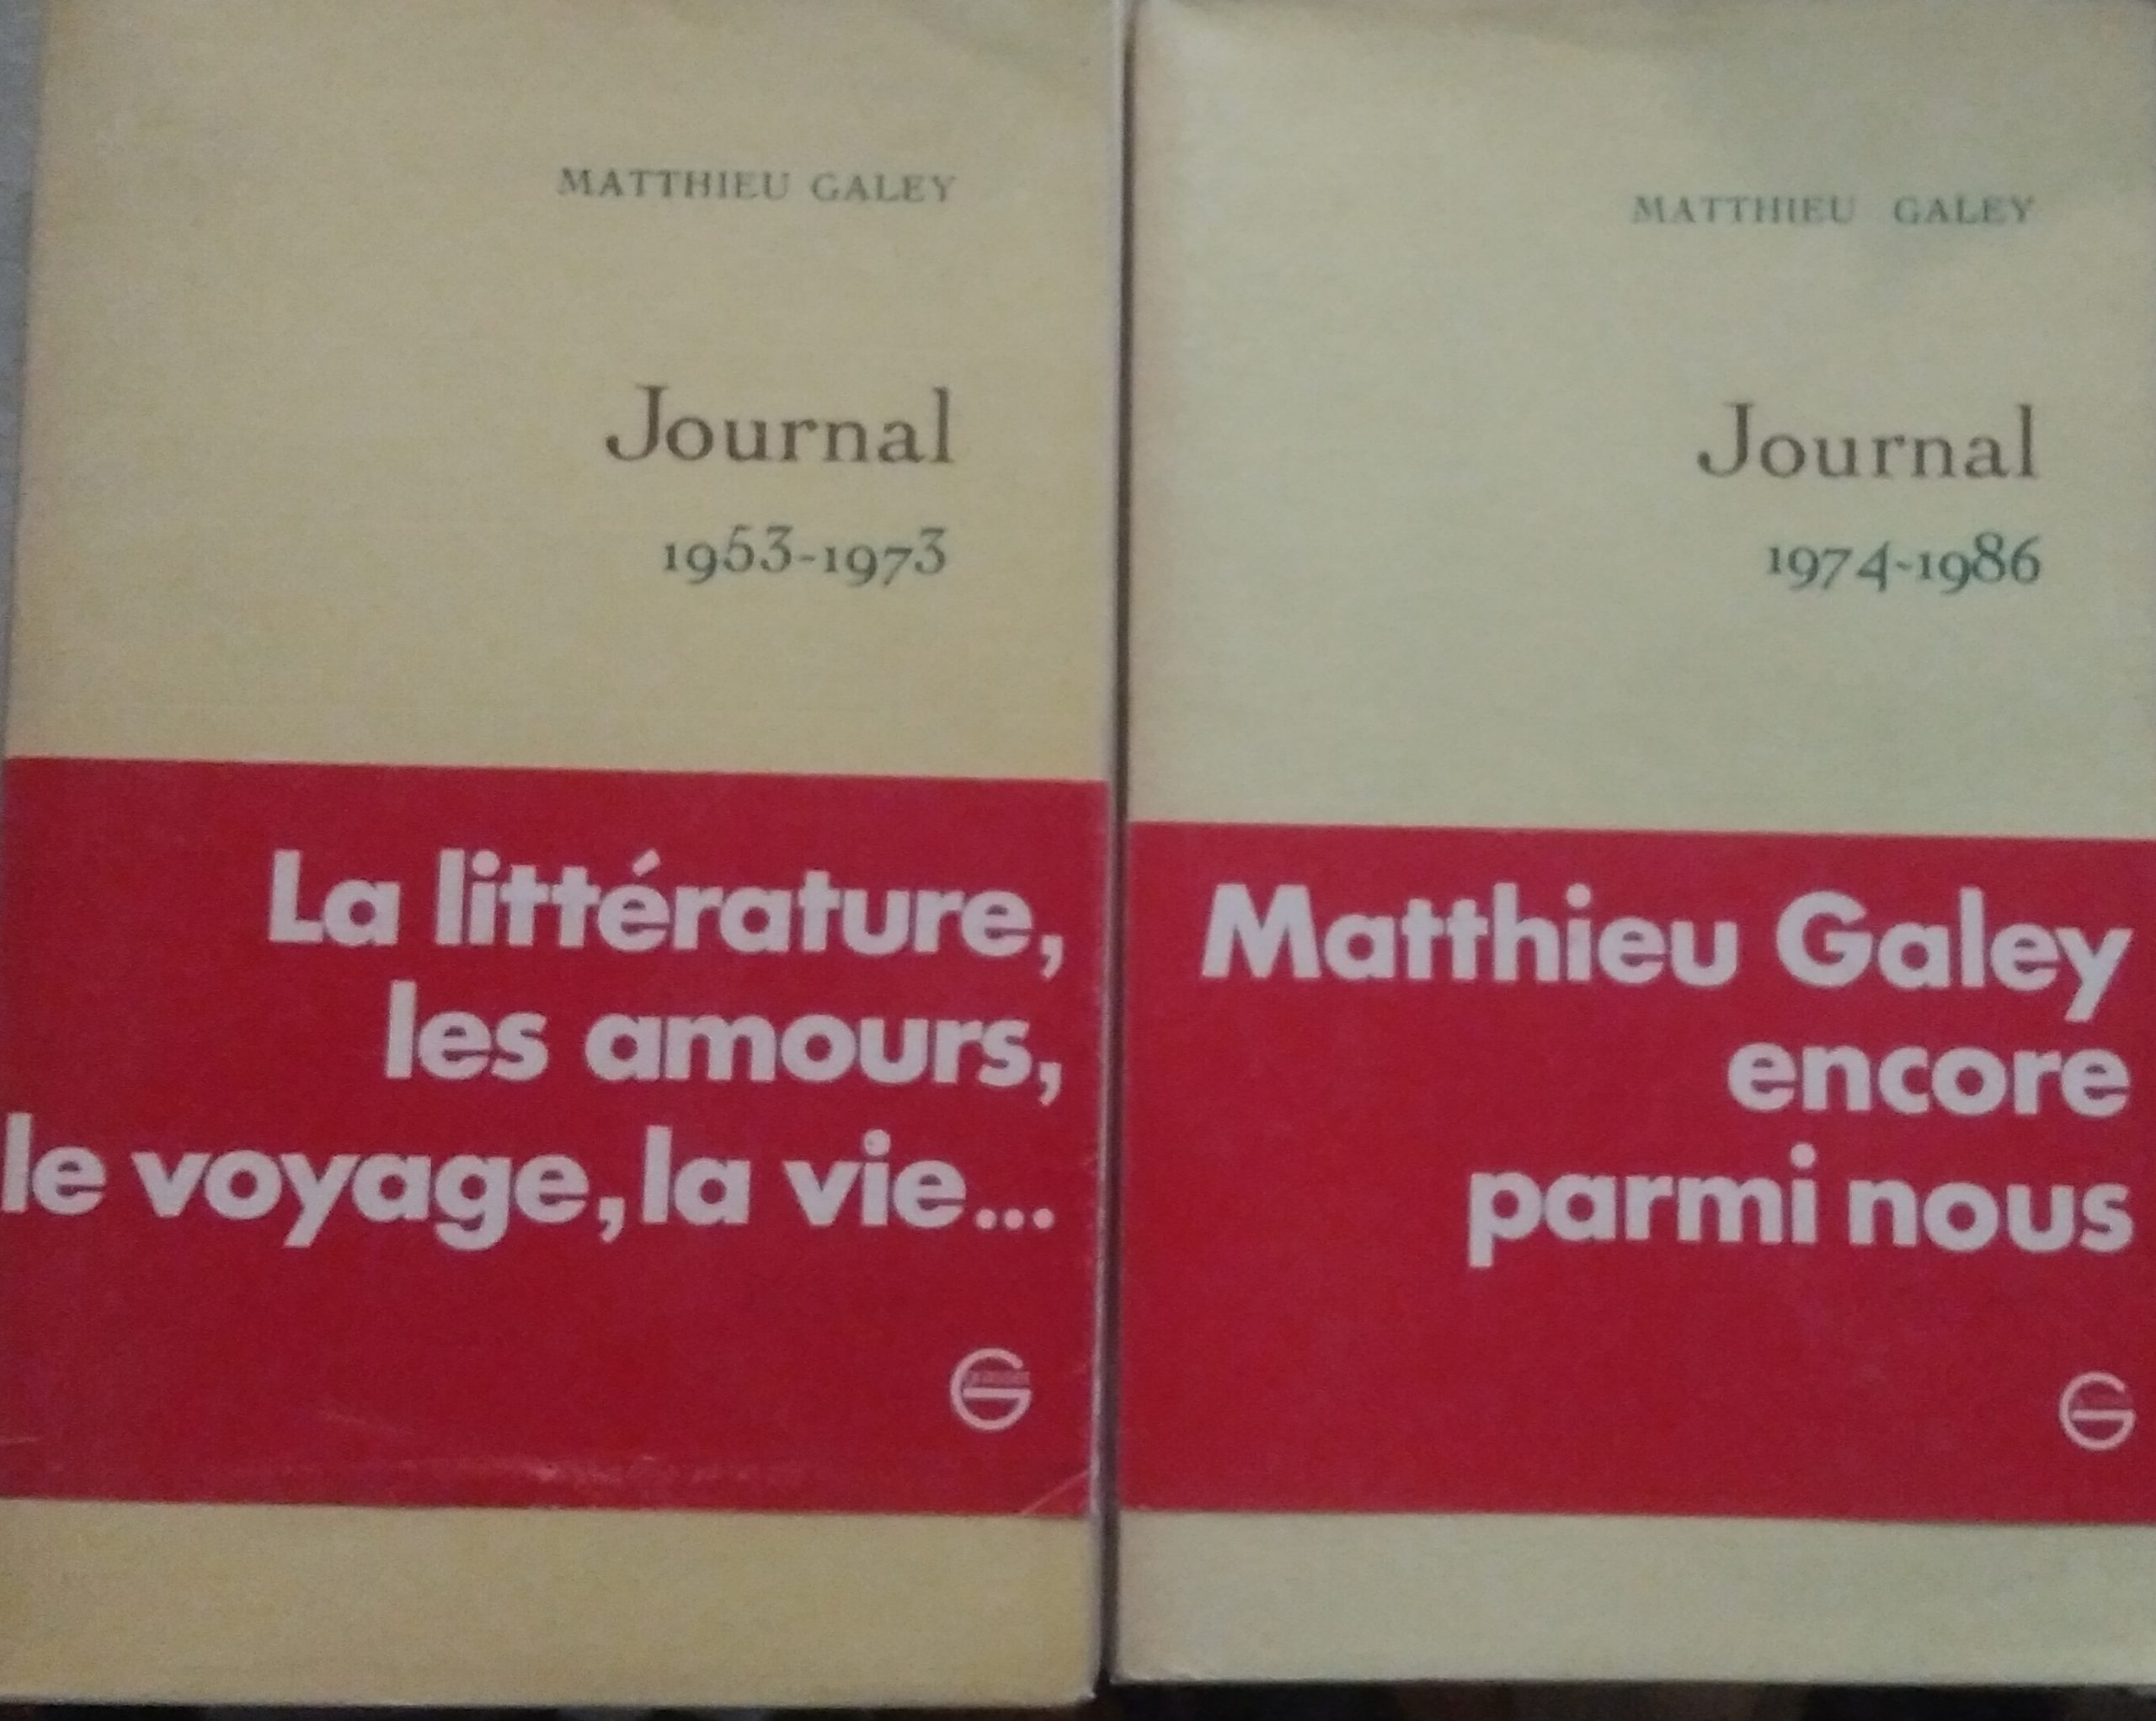 MATTHIEU GALEY
Journal
1953-1973
La littérature,
les amours,
le voyage, la vie...
G
MATTHIEU GALEY
Journal
1974-1986
Matthieu Galey
encore
parmi nous
G